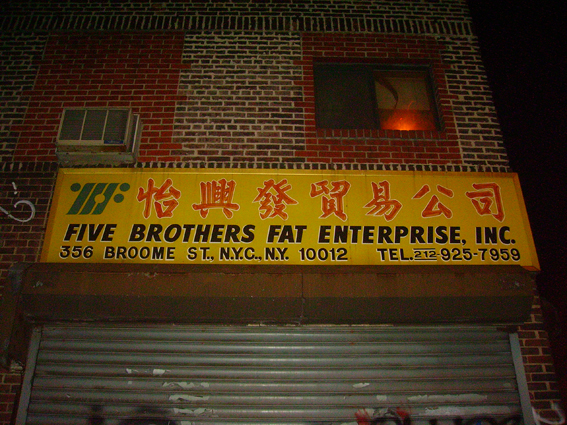 怡興發貿易公司
FIVE BROTHERS FAT ENTERPRISE, INC.
356 BROOME ST., N.Y.C., N.Y. 10012 TEL. 212-925-7959